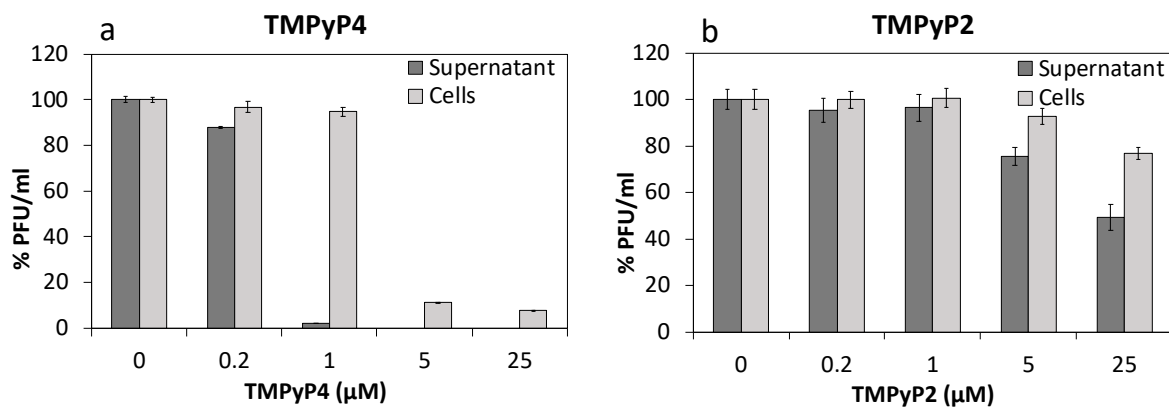 a
TMPyP4
120
100
80
60
40
20
0
% PFU/ml
Supernatant
Cells
0 0.2 1 5 25
TMPyP4 (µM)
b
TMPyP2
120
100
80
60
40
20
0
% PFU/ml
Supernatant
Cells
0 0.2 1 5 25
TMPyP2 (µM)